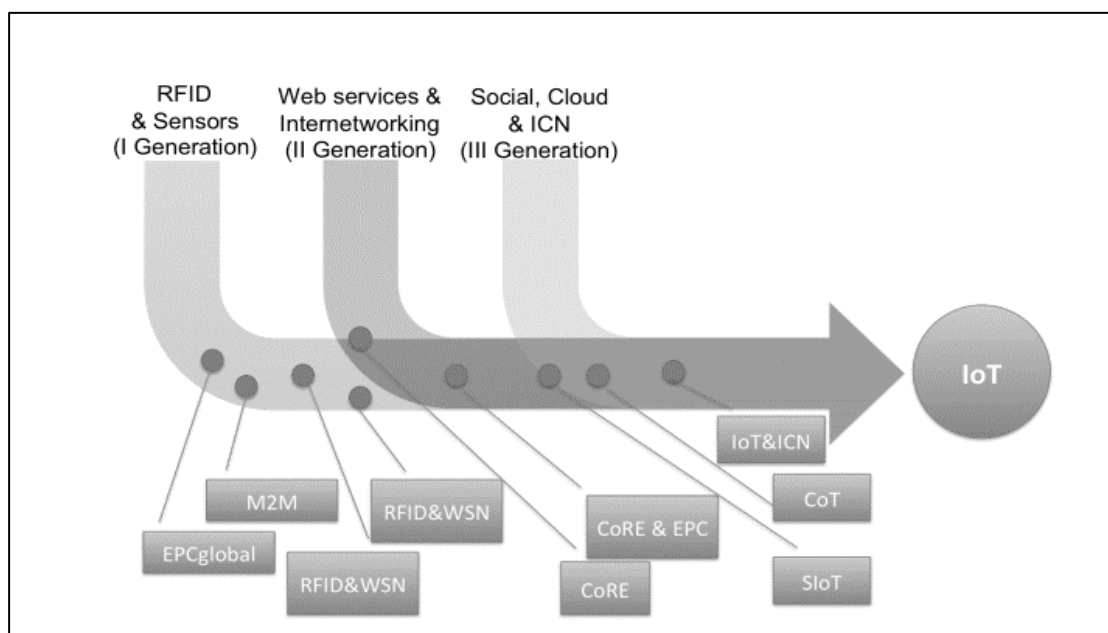 RFID
& Sensors
(I Generation)
Web services &
Internetworking
(II Generation)
Social, Cloud
& ICN
(III Generation)
IoT
IoT&ICN
M2M
RFID&WSN
CoT
EPCglobal
CoRE & EPC
RFID&WSN
CoRE
SIoT